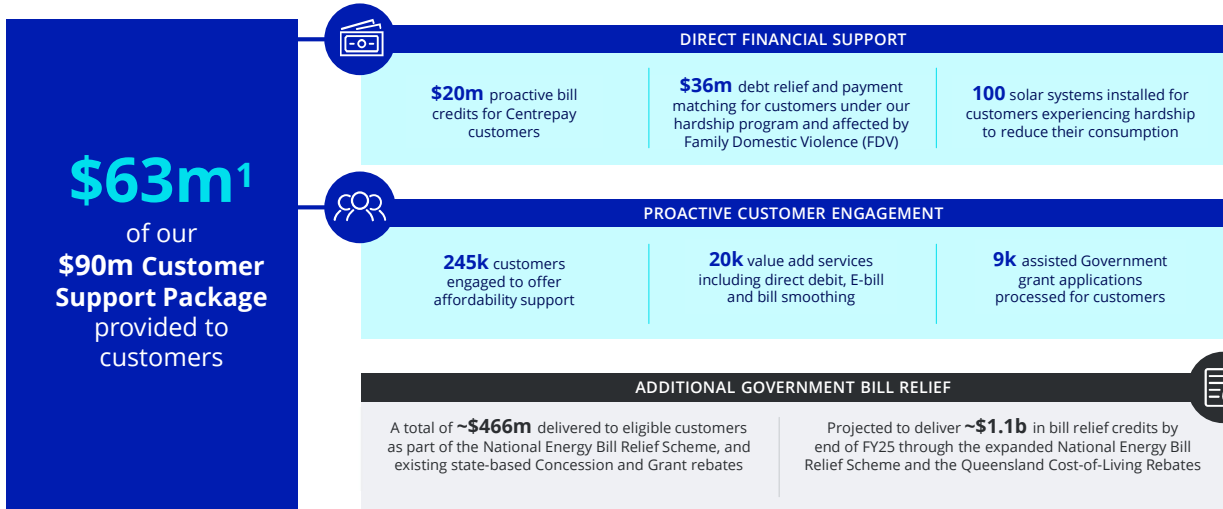 $63m1
of our
$90m Customer
Support Package
provided to
customers
DIRECT FINANCIAL SUPPORT
$20m proactive bill
credits for Centrepay
customers
$36m debt relief and payment
matching for customers under our
hardship program and affected by
Family Domestic Violence (FDV)
100 solar systems installed for
customers experiencing hardship
to reduce their consumption
PROACTIVE CUSTOMER ENGAGEMENT
245k customers
engaged to offer
affordability support
20k value add services
including direct debit, E-bill
and bill smoothing
9k assisted Government
grant applications
processed for customers
ADDITIONAL GOVERNMENT BILL RELIEF
A total of ~$466m delivered to eligible customers
as part of the National Energy Bill Relief Scheme, and
existing state-based Concession and Grant rebates
Projected to deliver ~$1.1b in bill relief credits by
end of FY25 through the expanded National Energy Bill
Relief Scheme and the Queensland Cost-of-Living Rebates